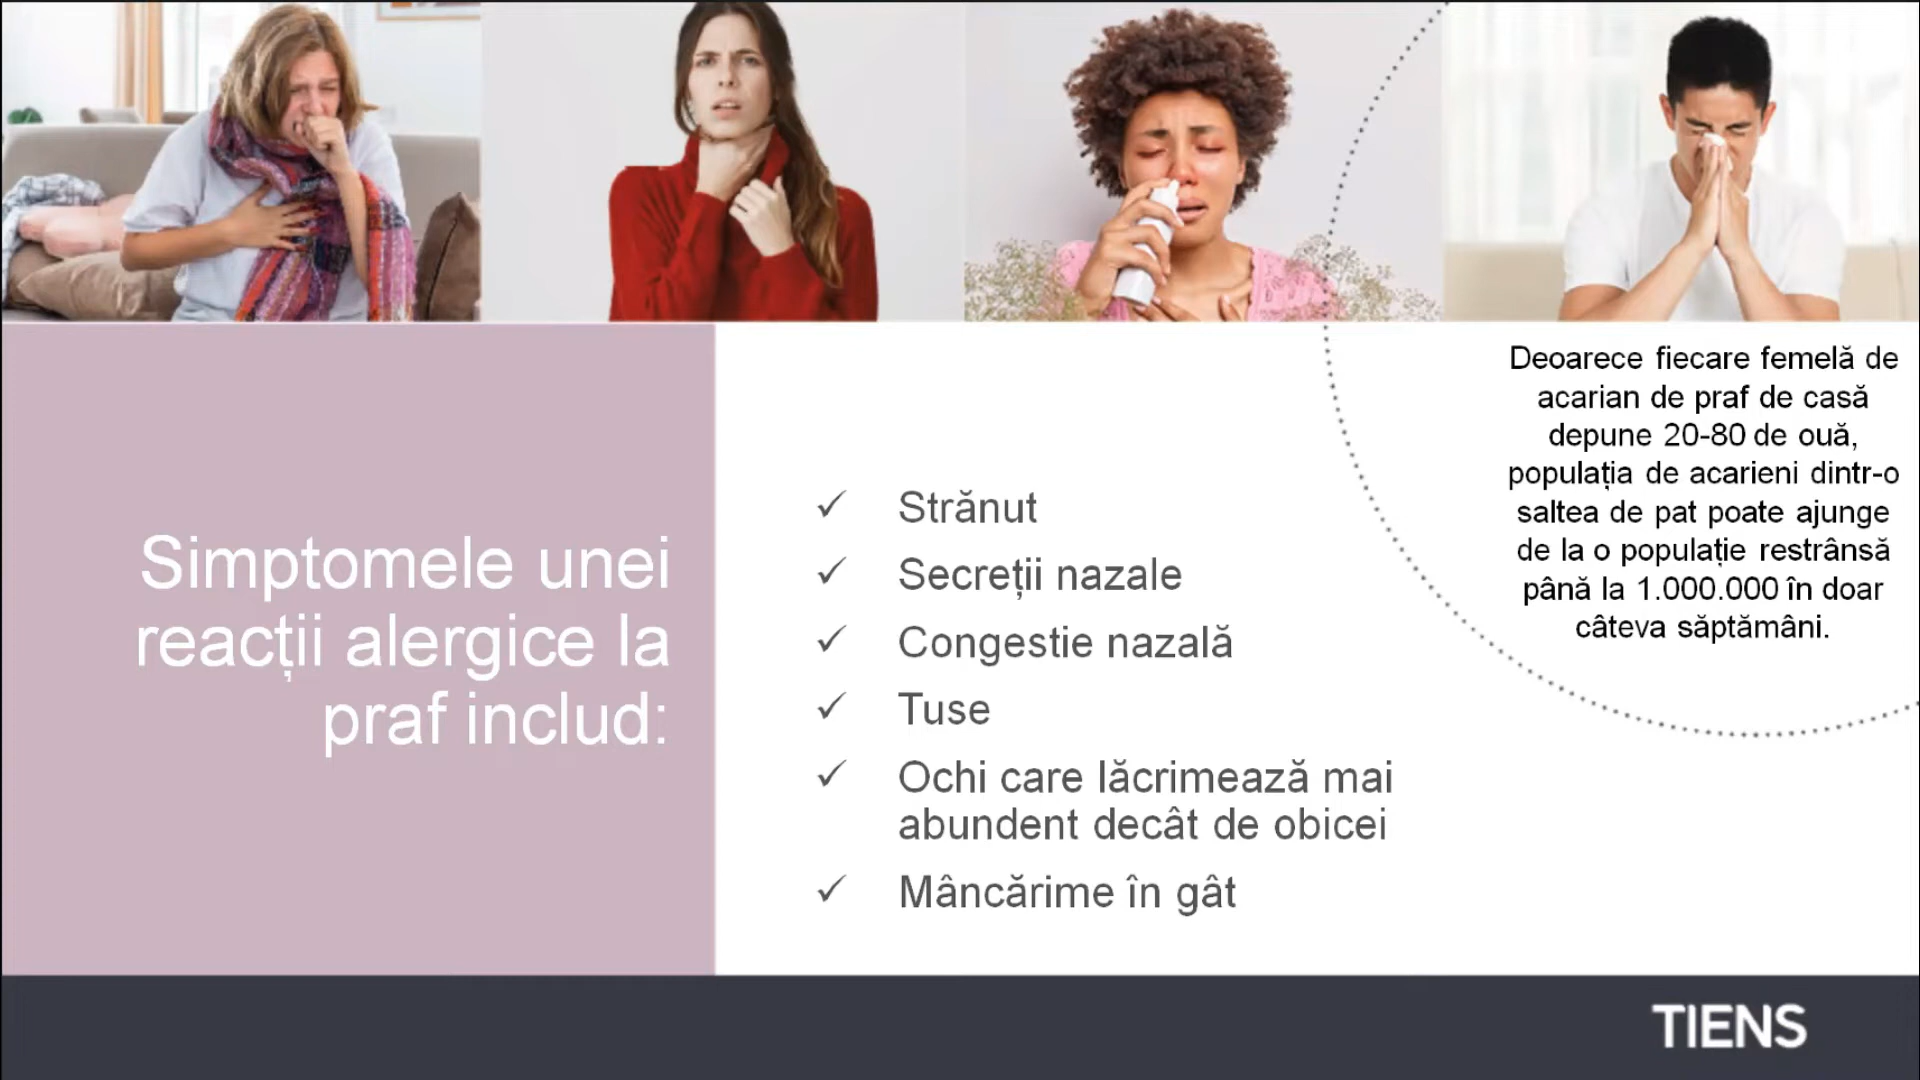 Simptomele unei
reacții alergice la
praf includ:
✓ Strănut
✓ Secreții nazale
✓ Congestie nazală
✓ Tuse
✓ Ochi care lăcrimează mai
abundent decât de obicei
✓ Mâncărime în gât
Deoarece fiecare femelă de
acarian de praf de casă
depune 20-80 de ouă,
populația de acarieni dintr-o
saltea de pat poate ajunge
de la o populație restrânsă
până la 1.000.000 în doar
câteva săptămâni.
TIENS